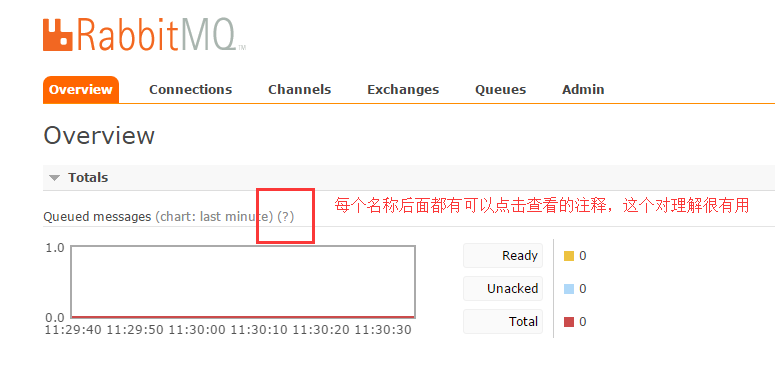 RabbitMQ™
Overview Connections Channels Exchanges Queues Admin
Overview
Totals
Queued messages (chart: last minute) (?) 每个名称后面都有可以点击查看的注释，这个对理解很有用
1.0
0.0
11:29:40 11:29:50 11:30:00 11:30:10 11:30:20 11:30:30
Ready 0
Unacked 0
Total 0